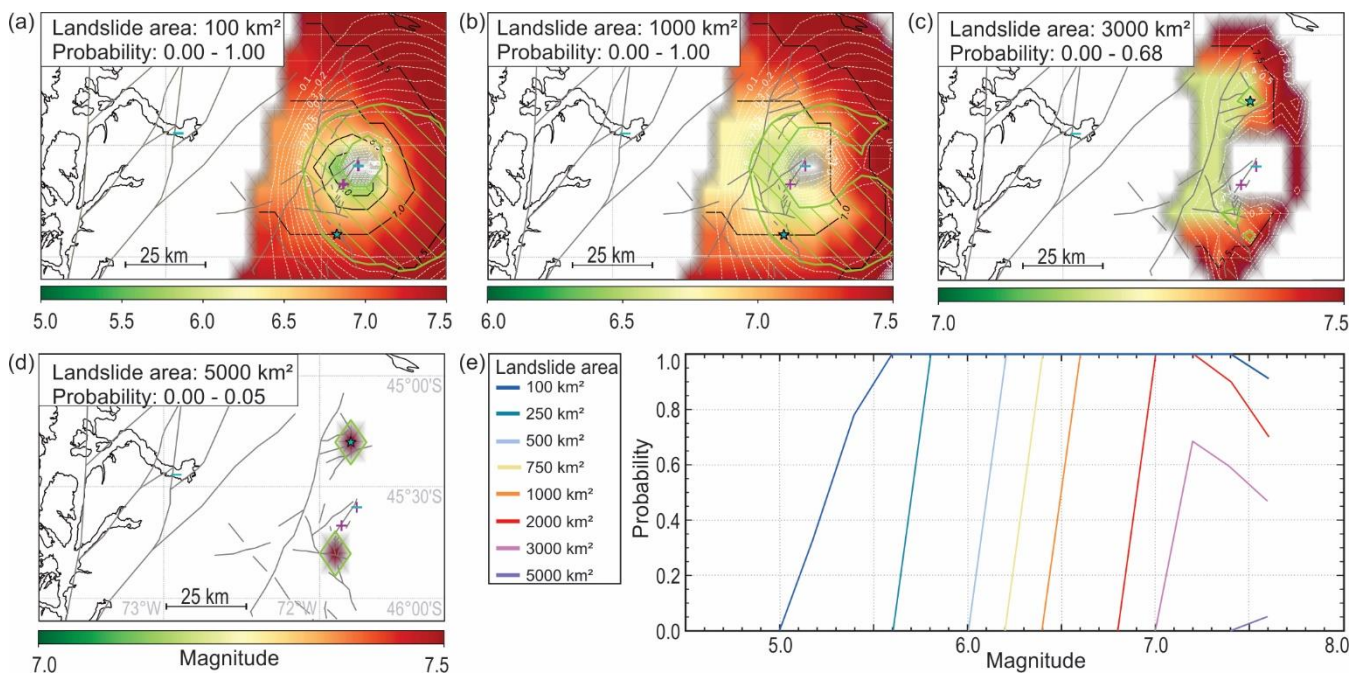 (a)
Landslide area: 100 km²
Probability: 0.00 - 1.00
25 km
5.0 5.5 6.0 6.5 7.0 7.5
(b)
Landslide area: 1000 km²
Probability: 0.00 - 1.00
25 km
6.0 6.5 7.0 7.5
(c)
Landslide area: 3000 km²
Probability: 0.00 - 0.68
25 km
7.0 7.5
(d)
Landslide area: 5000 km²
Probability: 0.00 - 0.05
45°00'S
45°30'S
46°00'S
73°W
72°W
25 km
7.0 7.5
Magnitude
(e)
Landslide area
100 km²
250 km²
500 km²
750 km²
1000 km²
2000 km²
3000 km²
5000 km²
Probability
1.0
0.8
0.6
0.4
0.2
0.0
5.0 6.0 7.0 8.0
Magnitude